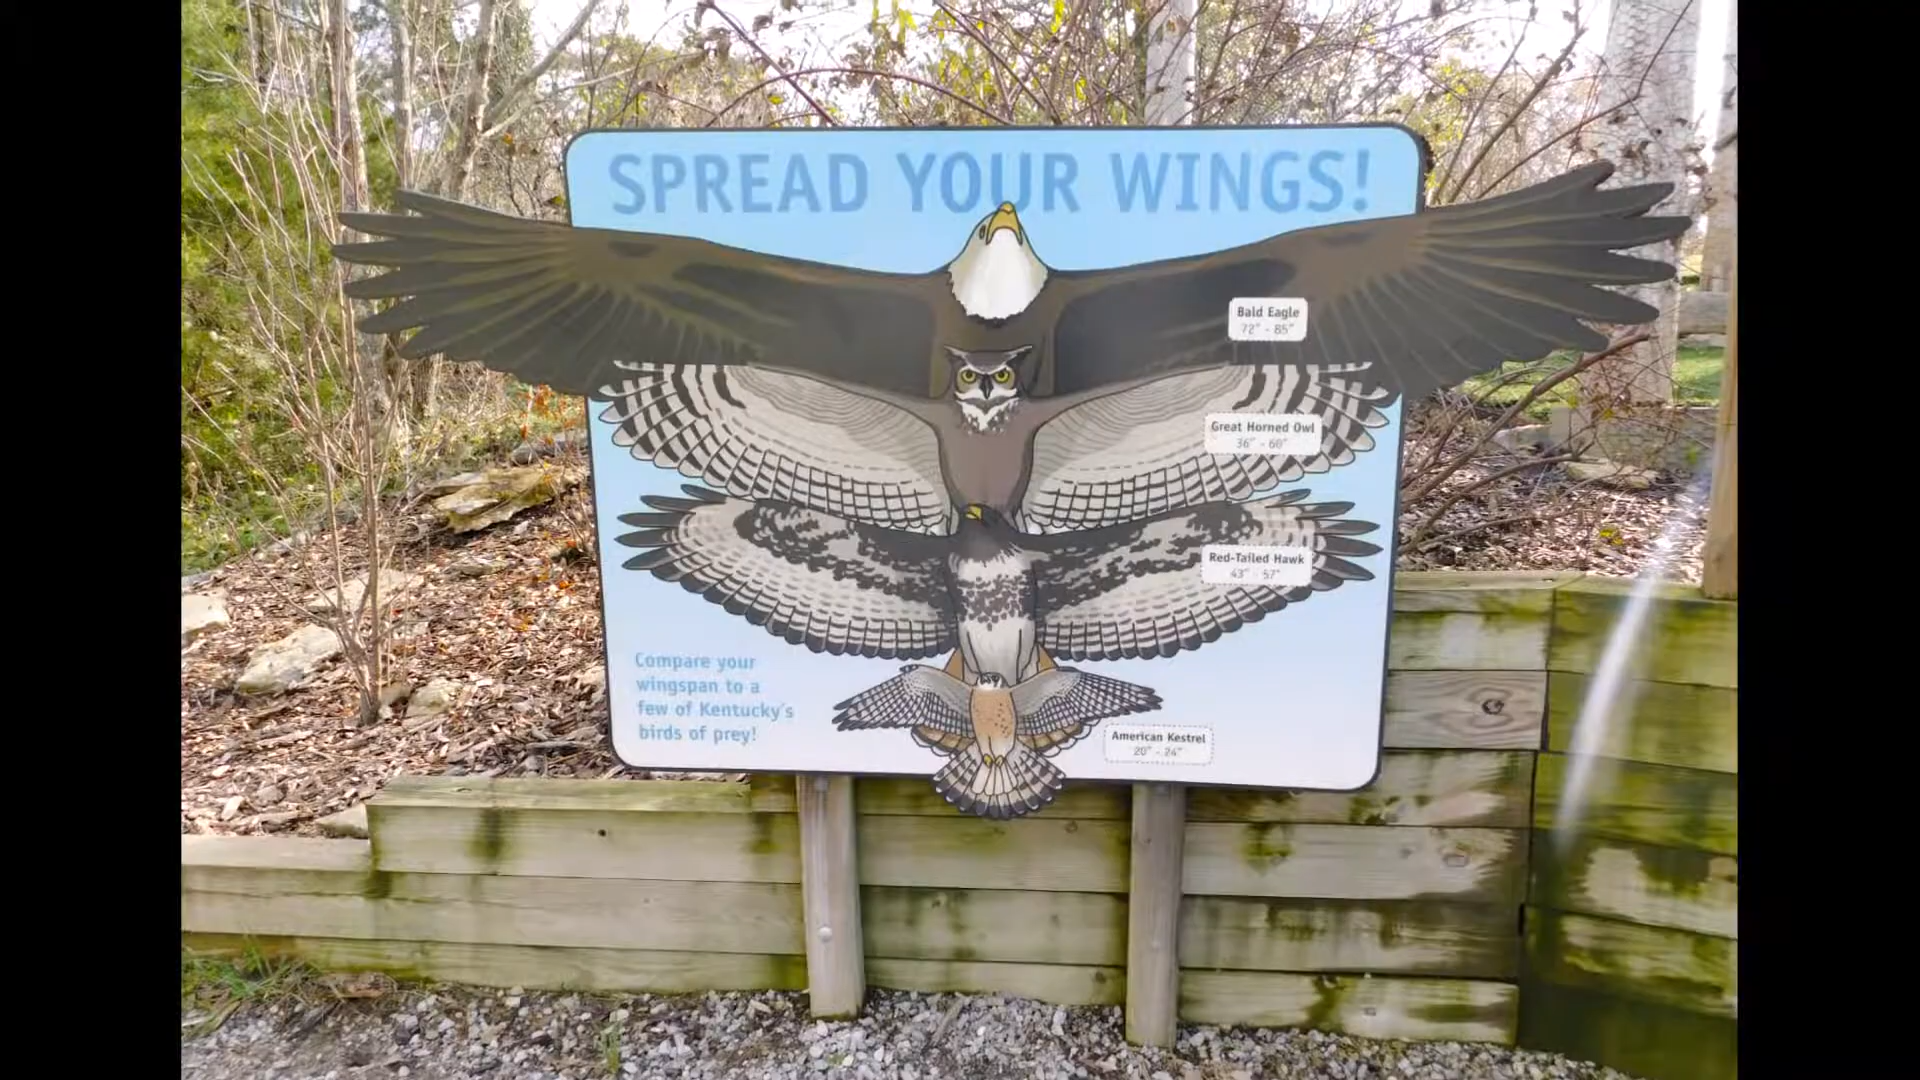 SPREAD YOUR WINGS!
Bald Eagle
72" - 85"
Great Horned Owl
36" - 60"
Red-Tailed Hawk
43" - 57"
Compare your
wingspan to a
few of Kentucky's
birds of prey!
American Kestrel
20" - 24"